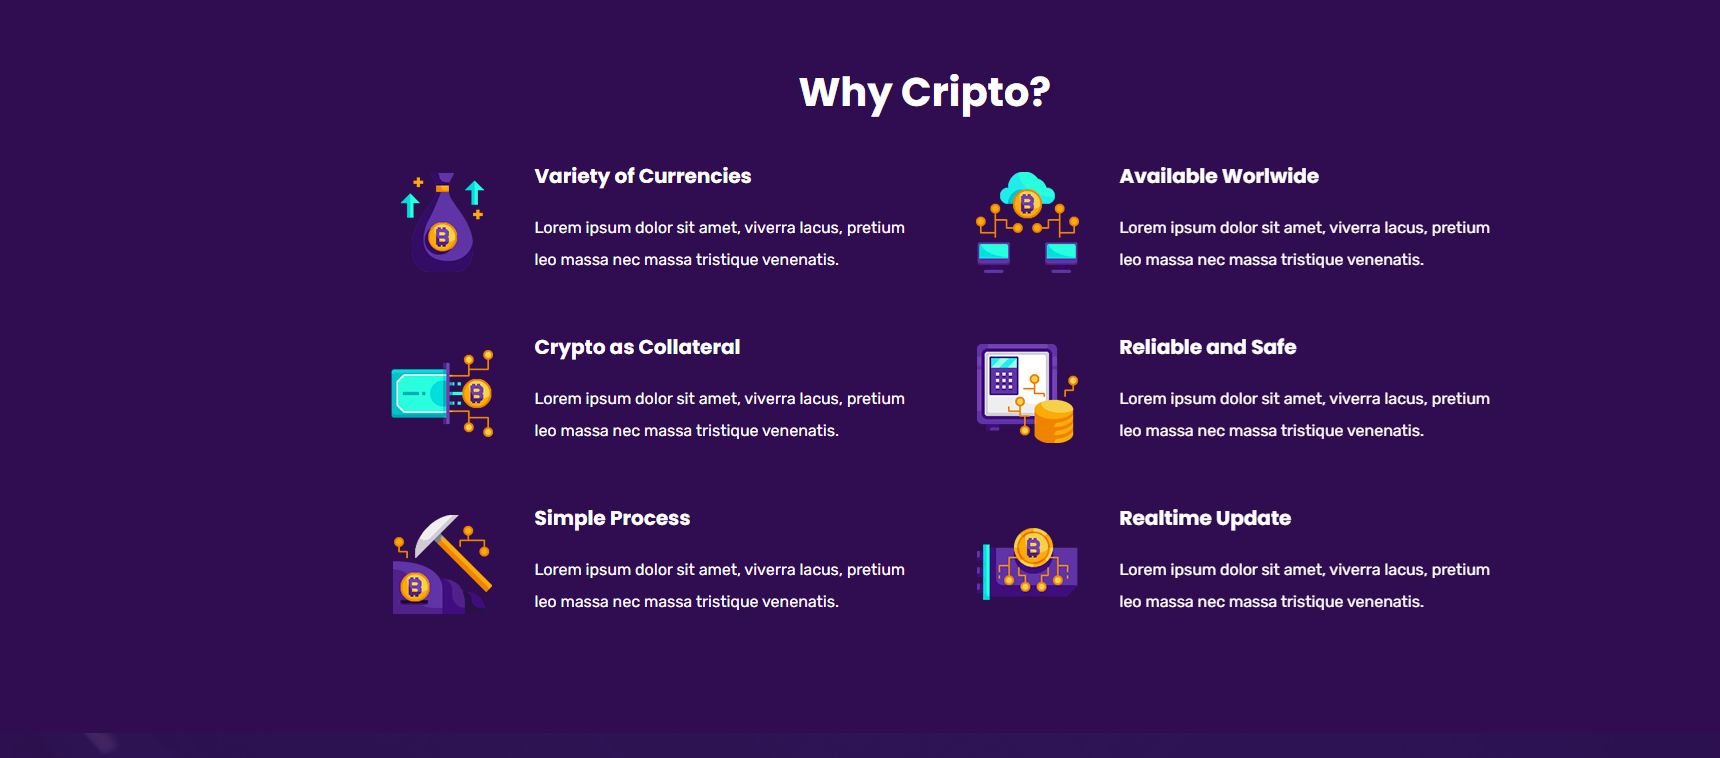 Why Cripto?
Variety of Currencies
Lorem ipsum dolor sit amet, viverra lacus, pretium
leo massa nec massa tristique venenatis.
Available Worlwide
Lorem ipsum dolor sit amet, viverra lacus, pretium
leo massa nec massa tristique venenatis.
Crypto as Collateral
Lorem ipsum dolor sit amet, viverra lacus, pretium
leo massa nec massa tristique venenatis.
Reliable and Safe
Lorem ipsum dolor sit amet, viverra lacus, pretium
leo massa nec massa tristique venenatis.
Simple Process
Lorem ipsum dolor sit amet, viverra lacus, pretium
leo massa nec massa tristique venenatis.
Realtime Update
Lorem ipsum dolor sit amet, viverra lacus, pretium
leo massa nec massa tristique venenatis.